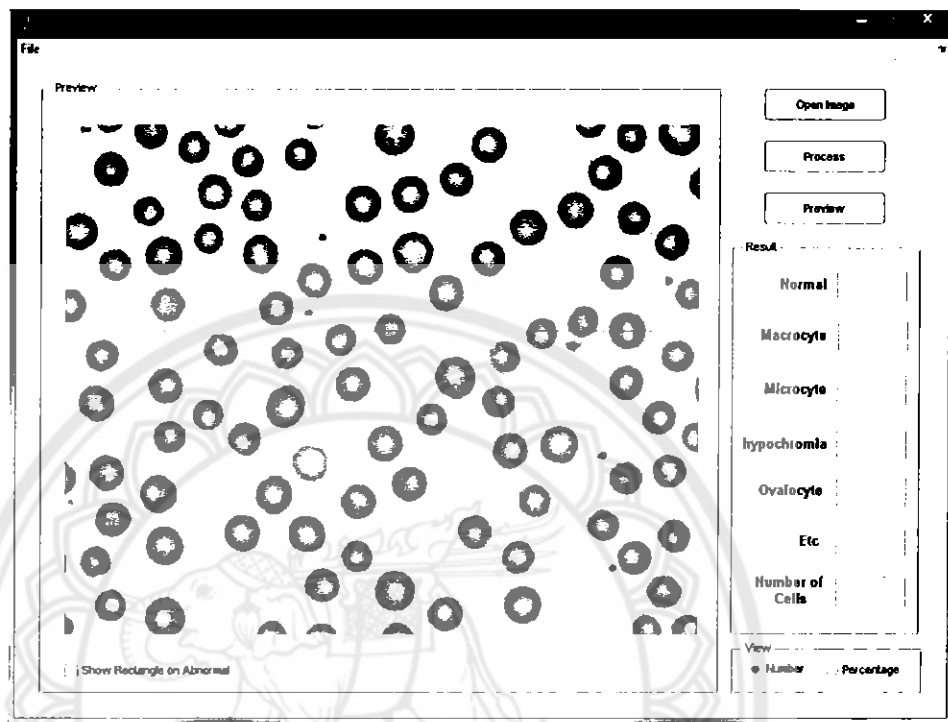 File
Preview
Open Image
Process
Preview
Result
Normal
Macrocyte
Microcyte
hypochromia
Ovalocyte
Etc
Number of
Cells
Show Rectangle on Abnormal
View
Number
Percentage